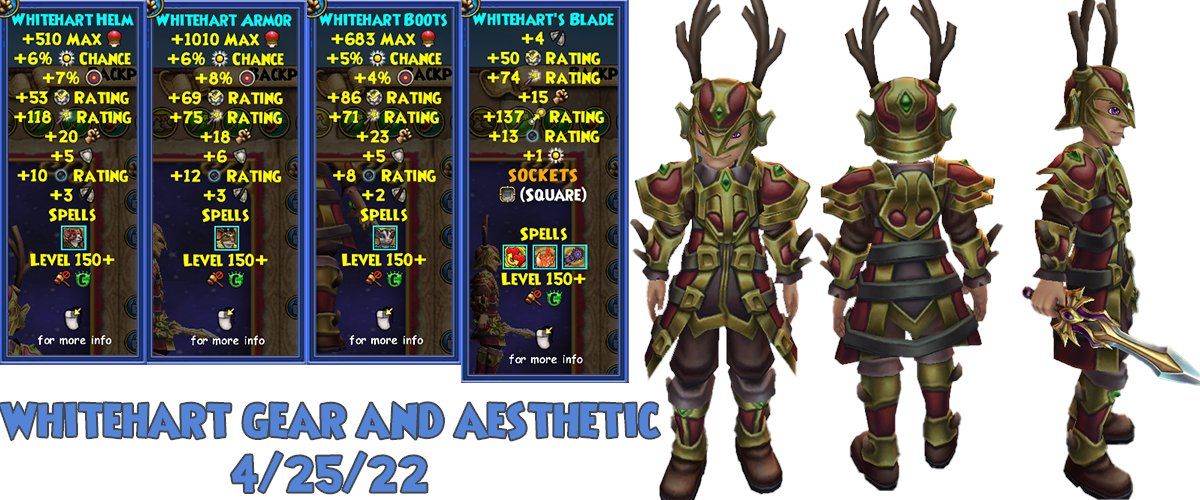 WHITEHART HELM
+510 MAX
+6% CHANCE
+7%
+53 RATING
+118 RATING
+20
+5
+10 RATING
+3
SPELLS
LEVEL 150+
for more info
WHITEHART ARMOR
+1010 MAX
+6% CHANCE
+8%
+69 RATING
+75 RATING
+18
+6
+12 RATING
+3
SPELLS
LEVEL 150+
for more info
WHITEHART BOOTS
+683 MAX
+5% CHANCE
+4%
+86 RATING
+71 RATING
+23
+5
+8 RATING
+2
SPELLS
LEVEL 150+
for more info
WHITEHART'S BLADE
+4
+50 RATING
+74 RATING
+15
+137 RATING
+13 RATING
+1
SOCKETS
(SQUARE)
SPELLS
LEVEL 150+
for more info
BACKP
BACKP
BACKP
WHITEHART GEAR AND AESTHETIC
4/25/22